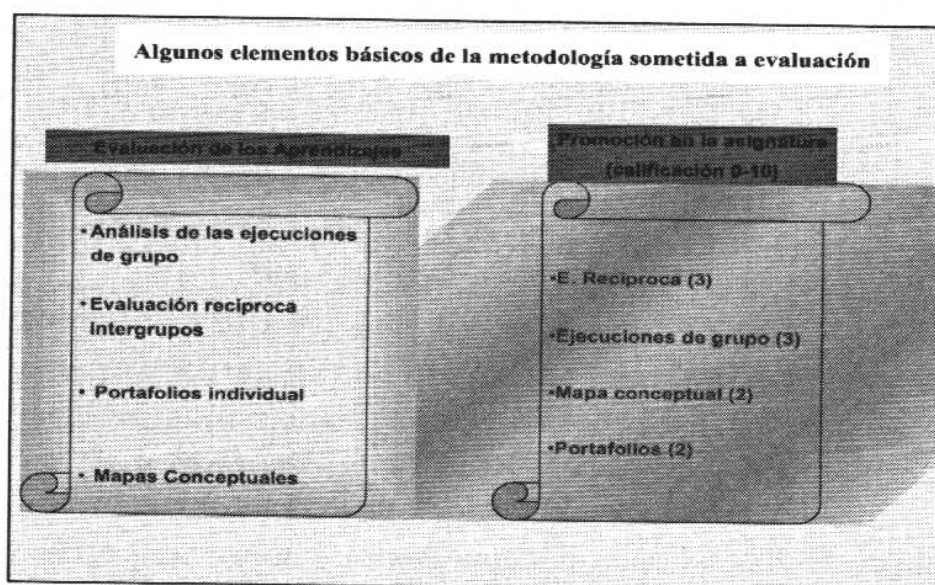 Algunos elementos básicos de la metodología sometida a evaluación
Evaluación de los Aprendizajes
•Análisis de las ejecuciones
de grupo
•Evaluación recíproca
Intergrupos
• Portafolios individual
• Mapas Conceptuales
Promoción en la asignatura
(calificación 0-10)
•E. Recíproca (3)
•Ejecuciones de grupo (3)
•Mapa conceptual (2)
•Portafolios (2)